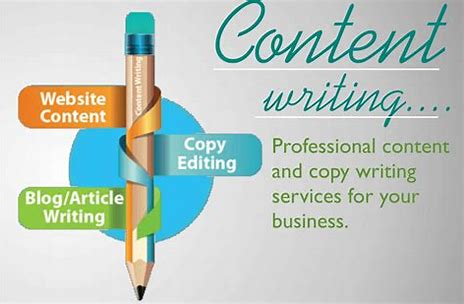 Content
writing....
Professional content
and copy writing
services for your
business.
Content Writing
Website
Content
Copy
Editing
Blog/Article
Writing